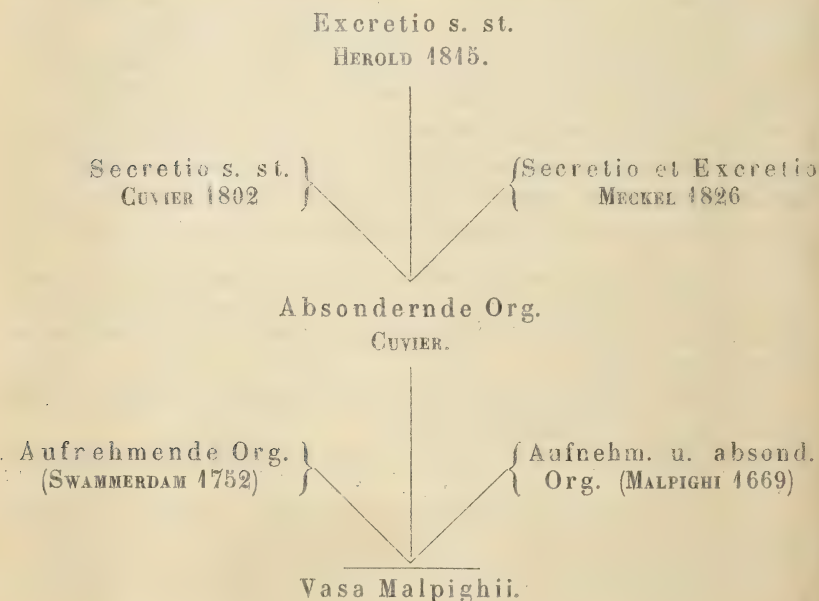 Excretio s. st.
HEROLD 1815.
Secretio s. st.
CUVIER 1802
Secretio et Excretio
MECKEL 1826
Absondernde Org.
CUVIER.
Aufrehmende Org.
(SWAMMERDAM 1752)
Aufnehm. u. absond.
Org. (MALPIGHI 1669)
Vasa Malpighii.